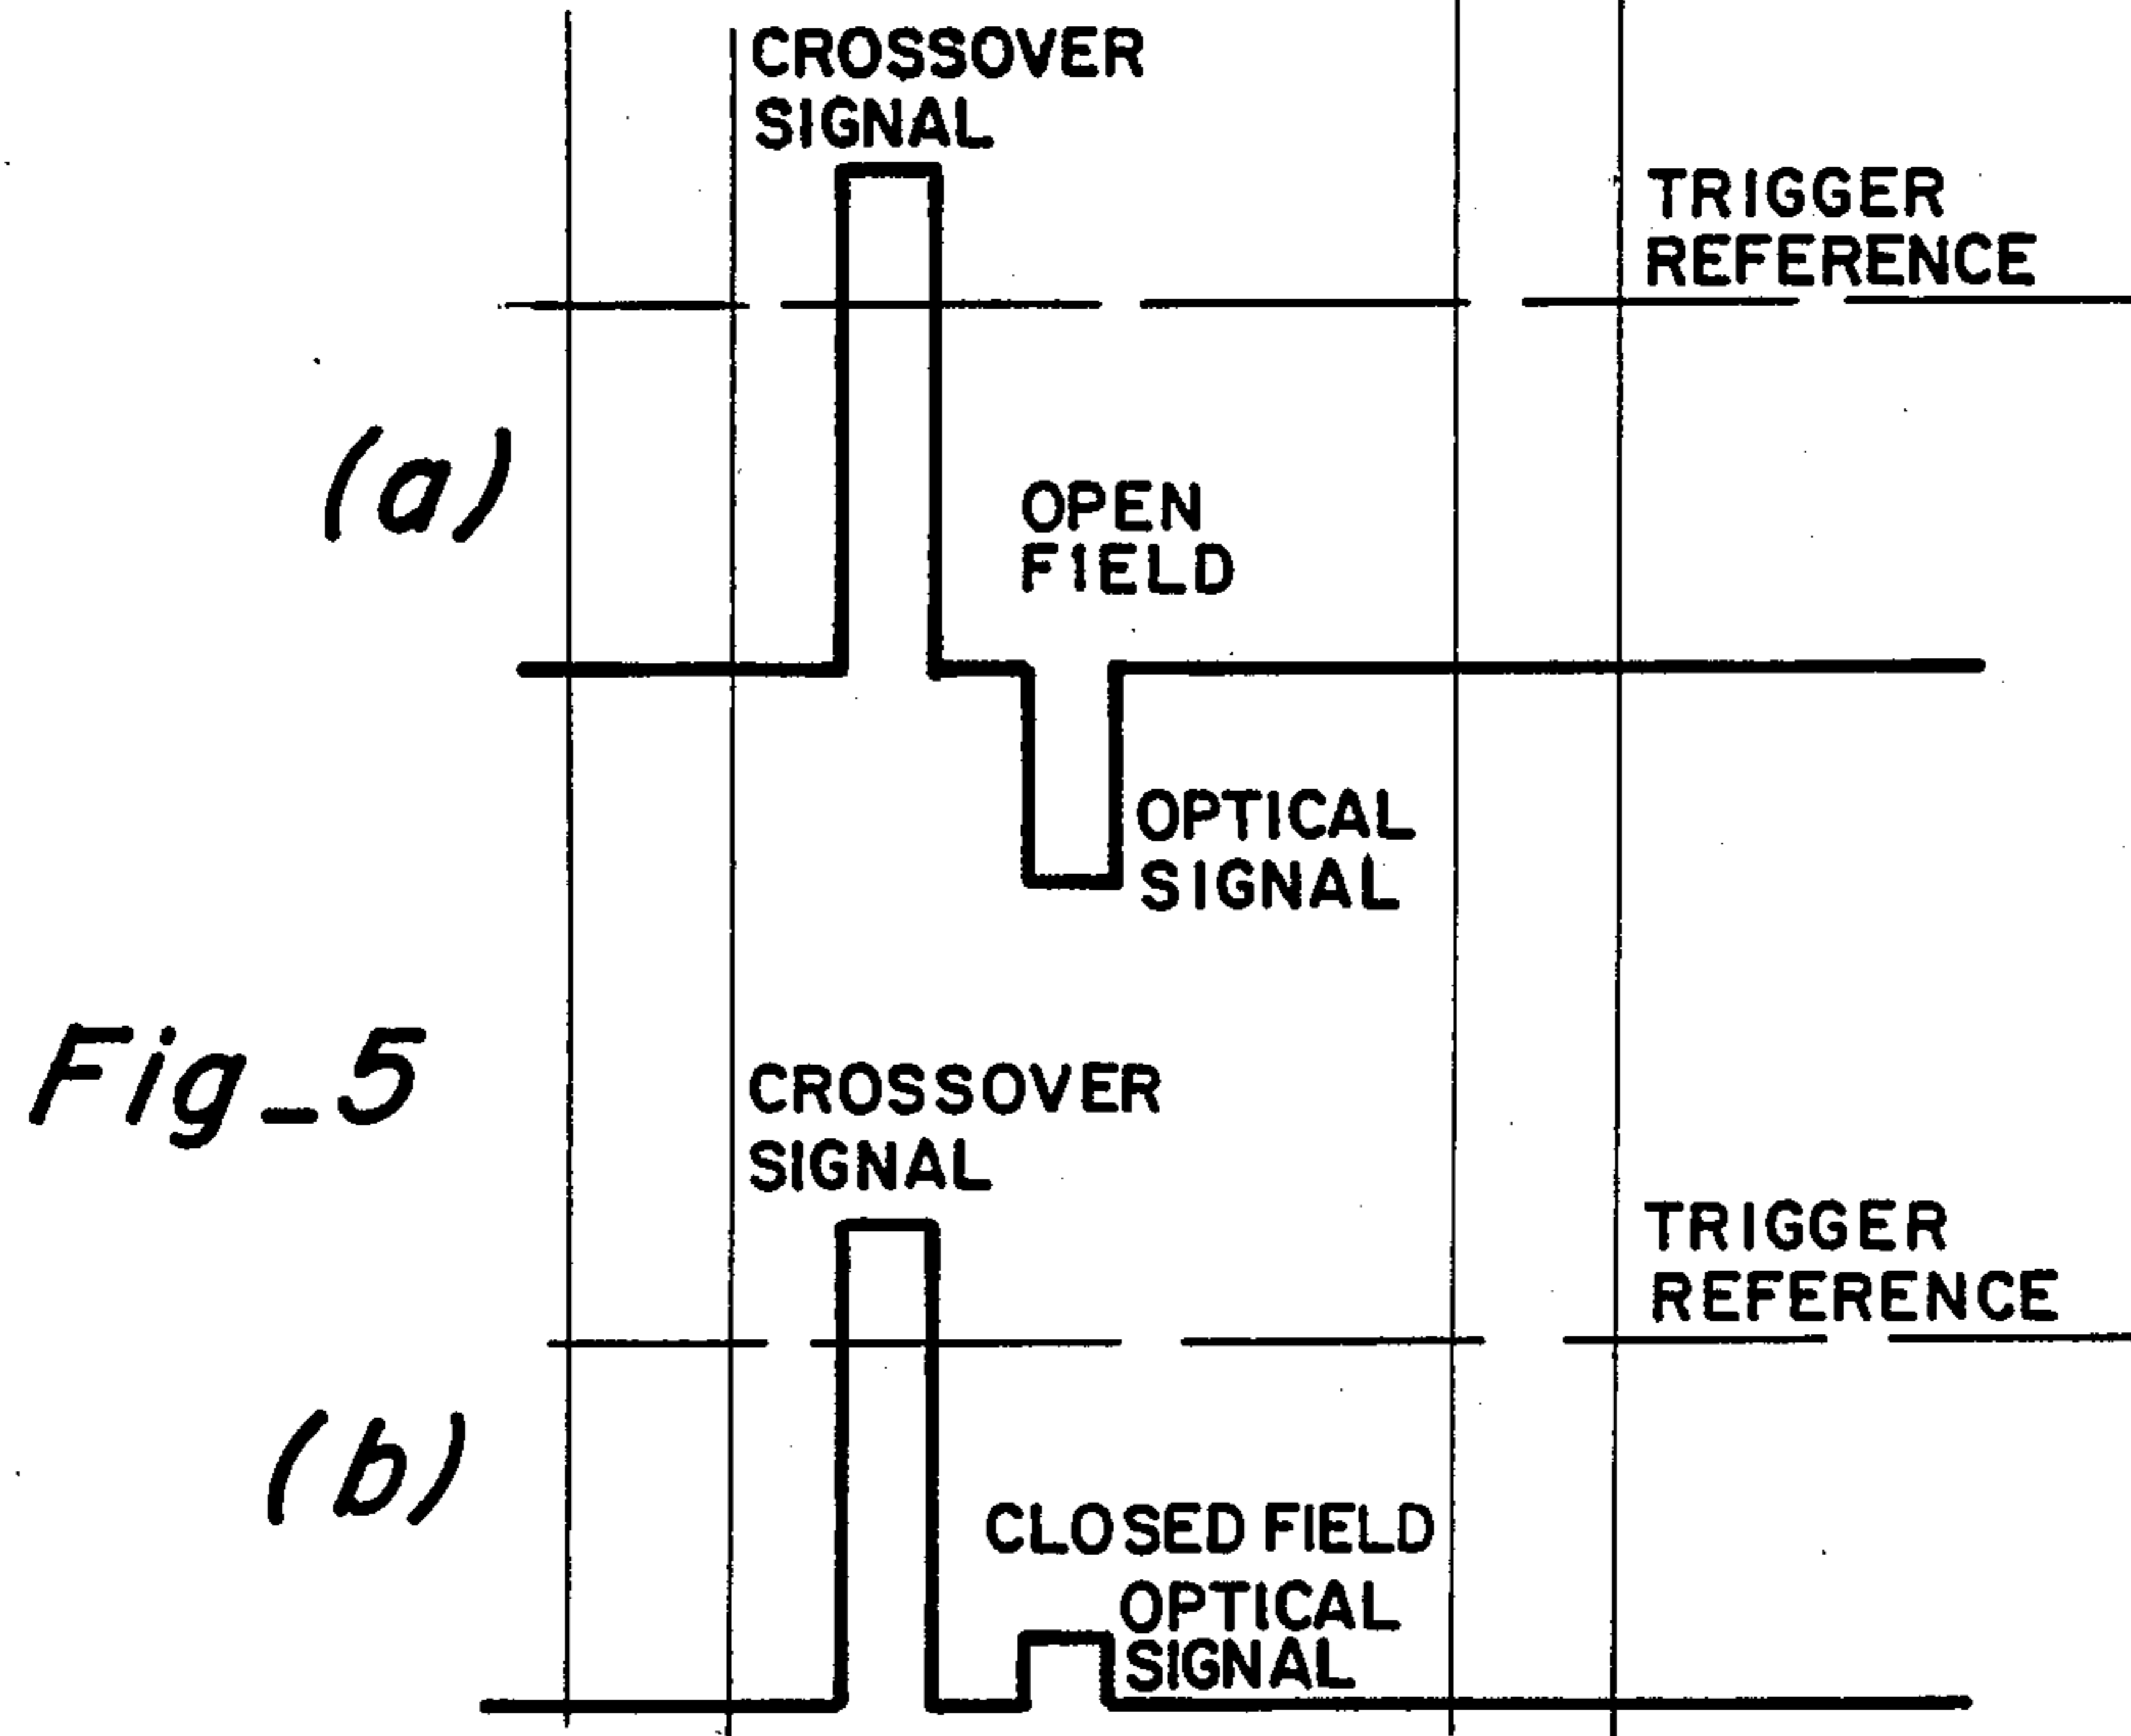 CROSSOVER
SIGNAL
TRIGGER
REFERENCE
(a)
OPEN
FIELD
OPTICAL
SIGNAL
Fig_5
CROSSOVER
SIGNAL
TRIGGER
REFERENCE
(b)
CLOSED FIELD
OPTICAL
SIGNAL